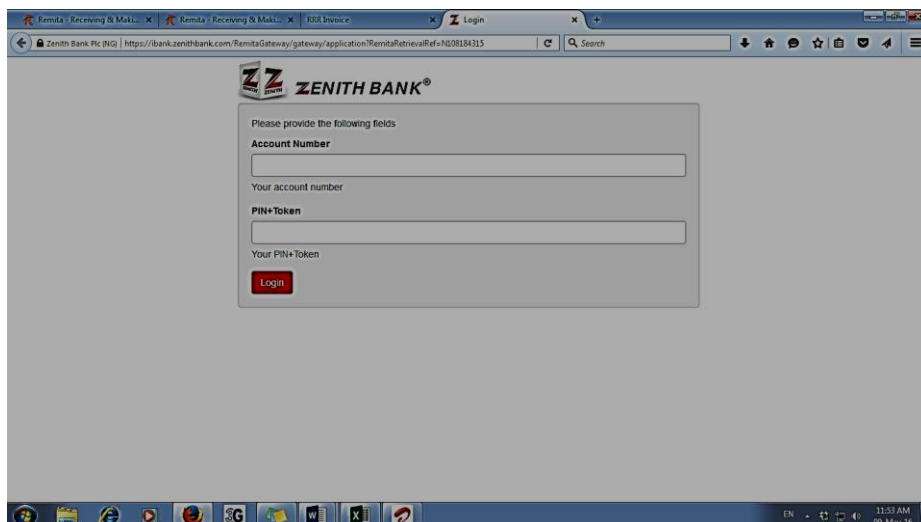 Remita - Receiving & Maki...
Remita - Receiving & Maki...
RRR Invoice
Login
Zenith Bank Plc (NG) https://ibank.zenithbank.com/RemitaGateway/gateway/application?RemitaRetrievalRef=N108184315
Search
ZENITH BANK®
Please provide the following fields
Account Number
Your account number
PIN+Token
Your PIN+Token
Login
3G
EN
11:53 AM